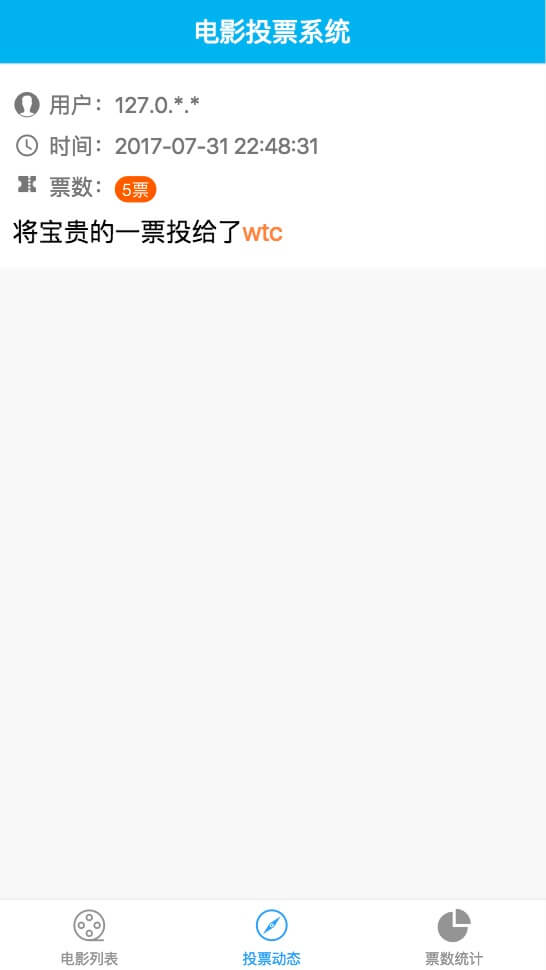 电影投票系统
用户：127.0.*.*
时间：2017-07-31 22:48:31
票数：5票
将宝贵的一票投给了wtc
电影列表 投票动态 票数统计